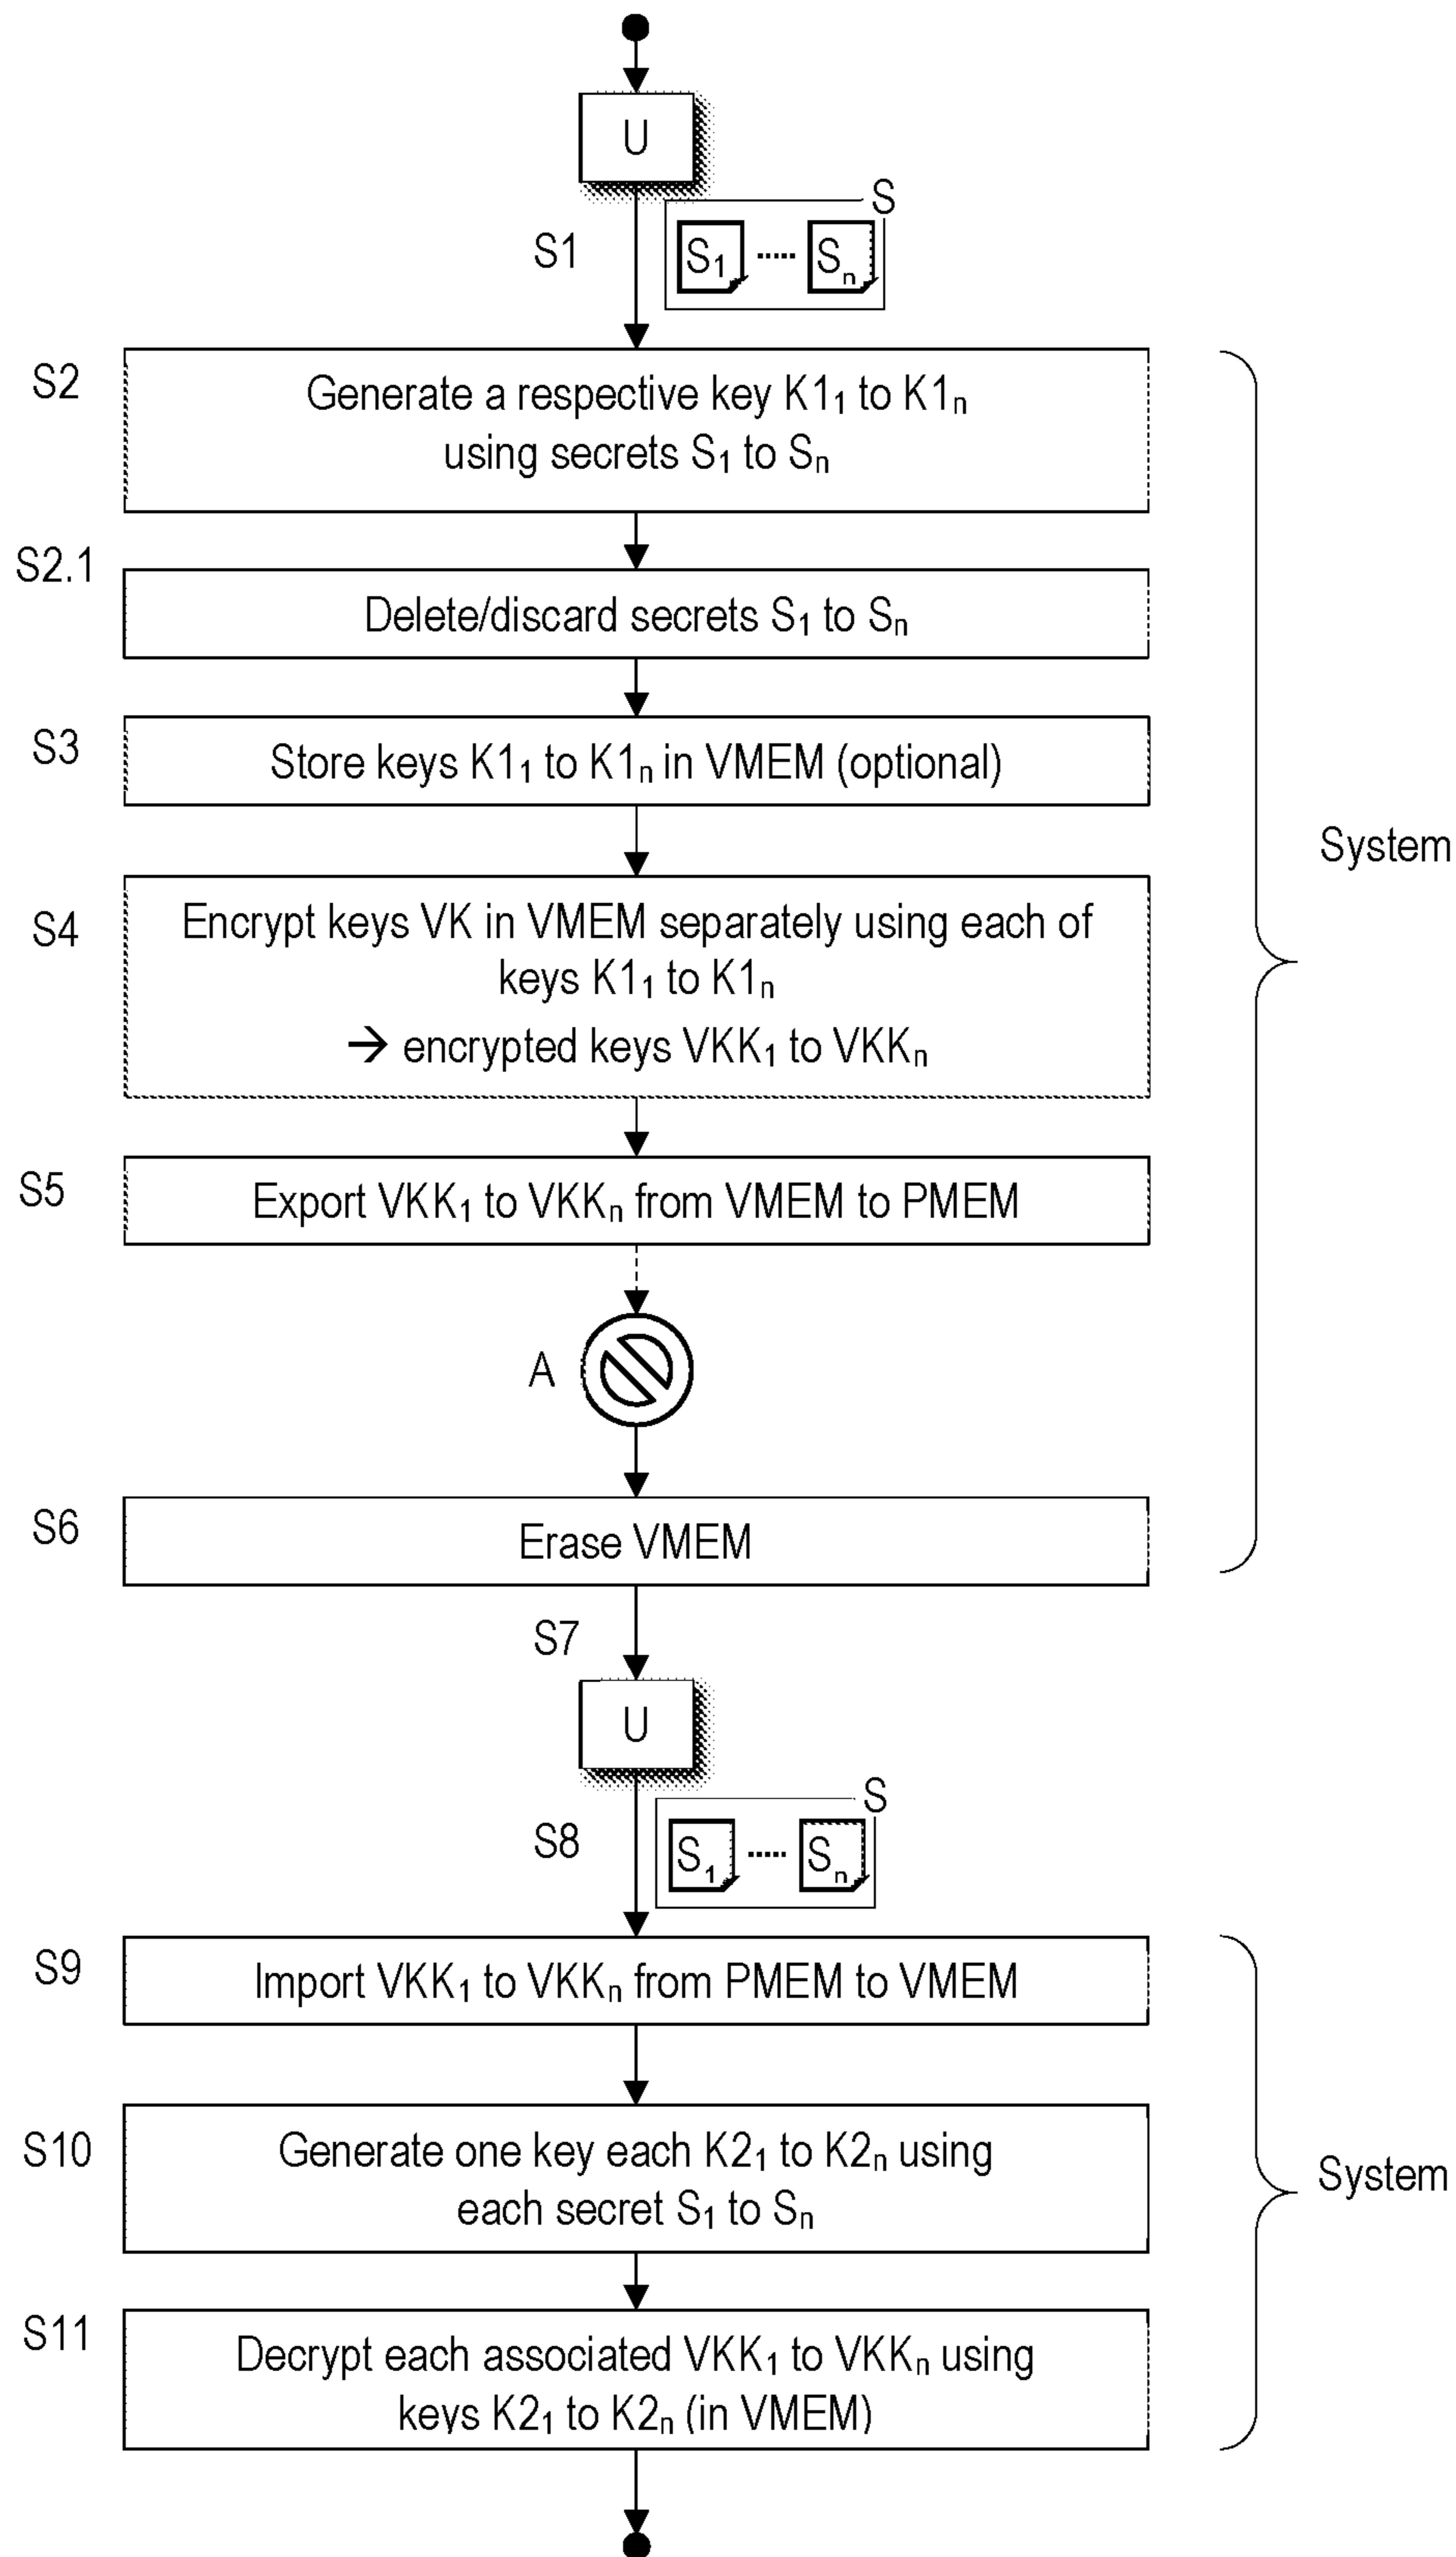 U
S
S1
S₁ ..... Sₙ
S2
Generate a respective key K1₁ to K1ₙ
using secrets S₁ to Sₙ
S2.1
Delete/discard secrets S₁ to Sₙ
S3
Store keys K1₁ to K1ₙ in VMEM (optional)
System
S4
Encrypt keys VK in VMEM separately using each of
keys K1₁ to K1ₙ
→ encrypted keys VKK₁ to VKKₙ
S5
Export VKK₁ to VKKₙ from VMEM to PMEM
A
S6
Erase VMEM
S7
U
S
S8
S₁ ..... Sₙ
S9
Import VKK₁ to VKKₙ from PMEM to VMEM
S10
Generate one key each K2₁ to K2ₙ using
each secret S₁ to Sₙ
System
S11
Decrypt each associated VKK₁ to VKKₙ using
keys K2₁ to K2ₙ (in VMEM)